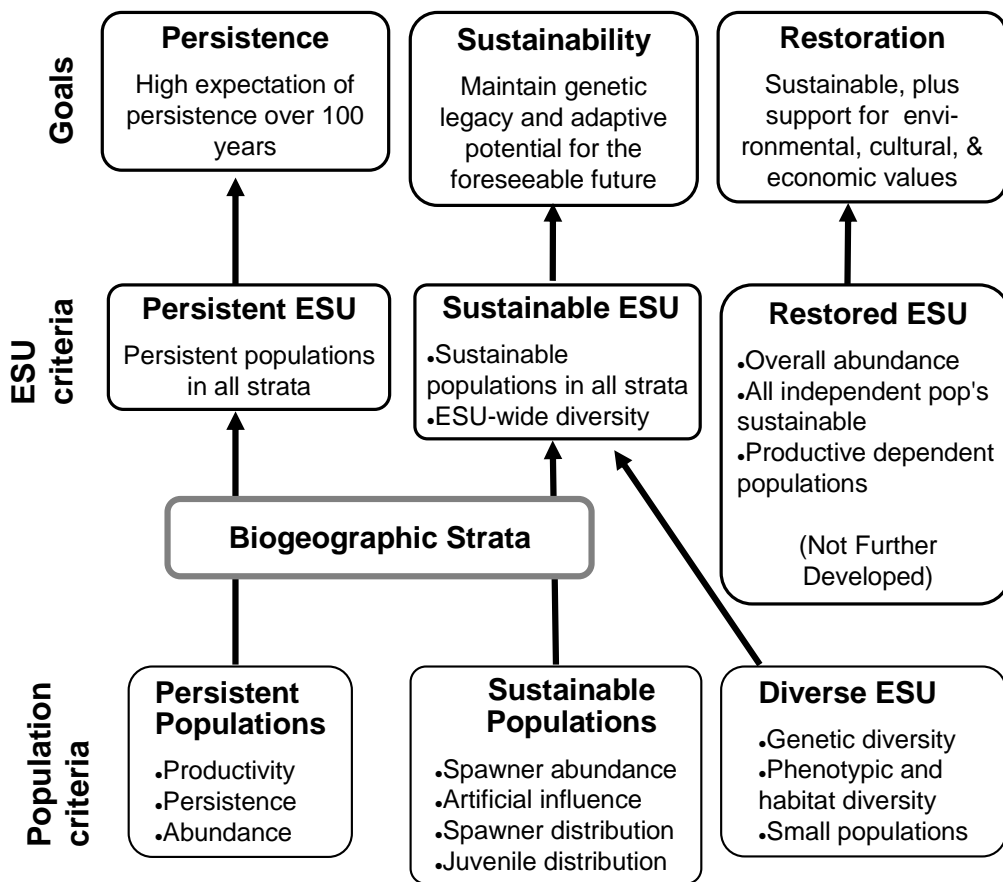 Goals
Persistence
High expectation of
persistence over 100
years
Sustainability
Maintain genetic
legacy and adaptive
potential for the
foreseeable future
Restoration
Sustainable, plus
support for envi-
ronmental, cultural, &
economic values
ESU
criteria
Persistent ESU
Persistent populations
in all strata
Sustainable ESU
•Sustainable
populations in all strata
•ESU-wide diversity
Restored ESU
•Overall abundance
•All independent pop's
sustainable
•Productive dependent
populations
(Not Further
Developed)
Biogeographic Strata
Population
criteria
Persistent
Populations
•Productivity
•Persistence
•Abundance
Sustainable
Populations
•Spawner abundance
•Artificial influence
•Spawner distribution
•Juvenile distribution
Diverse ESU
•Genetic diversity
•Phenotypic and
habitat diversity
•Small populations